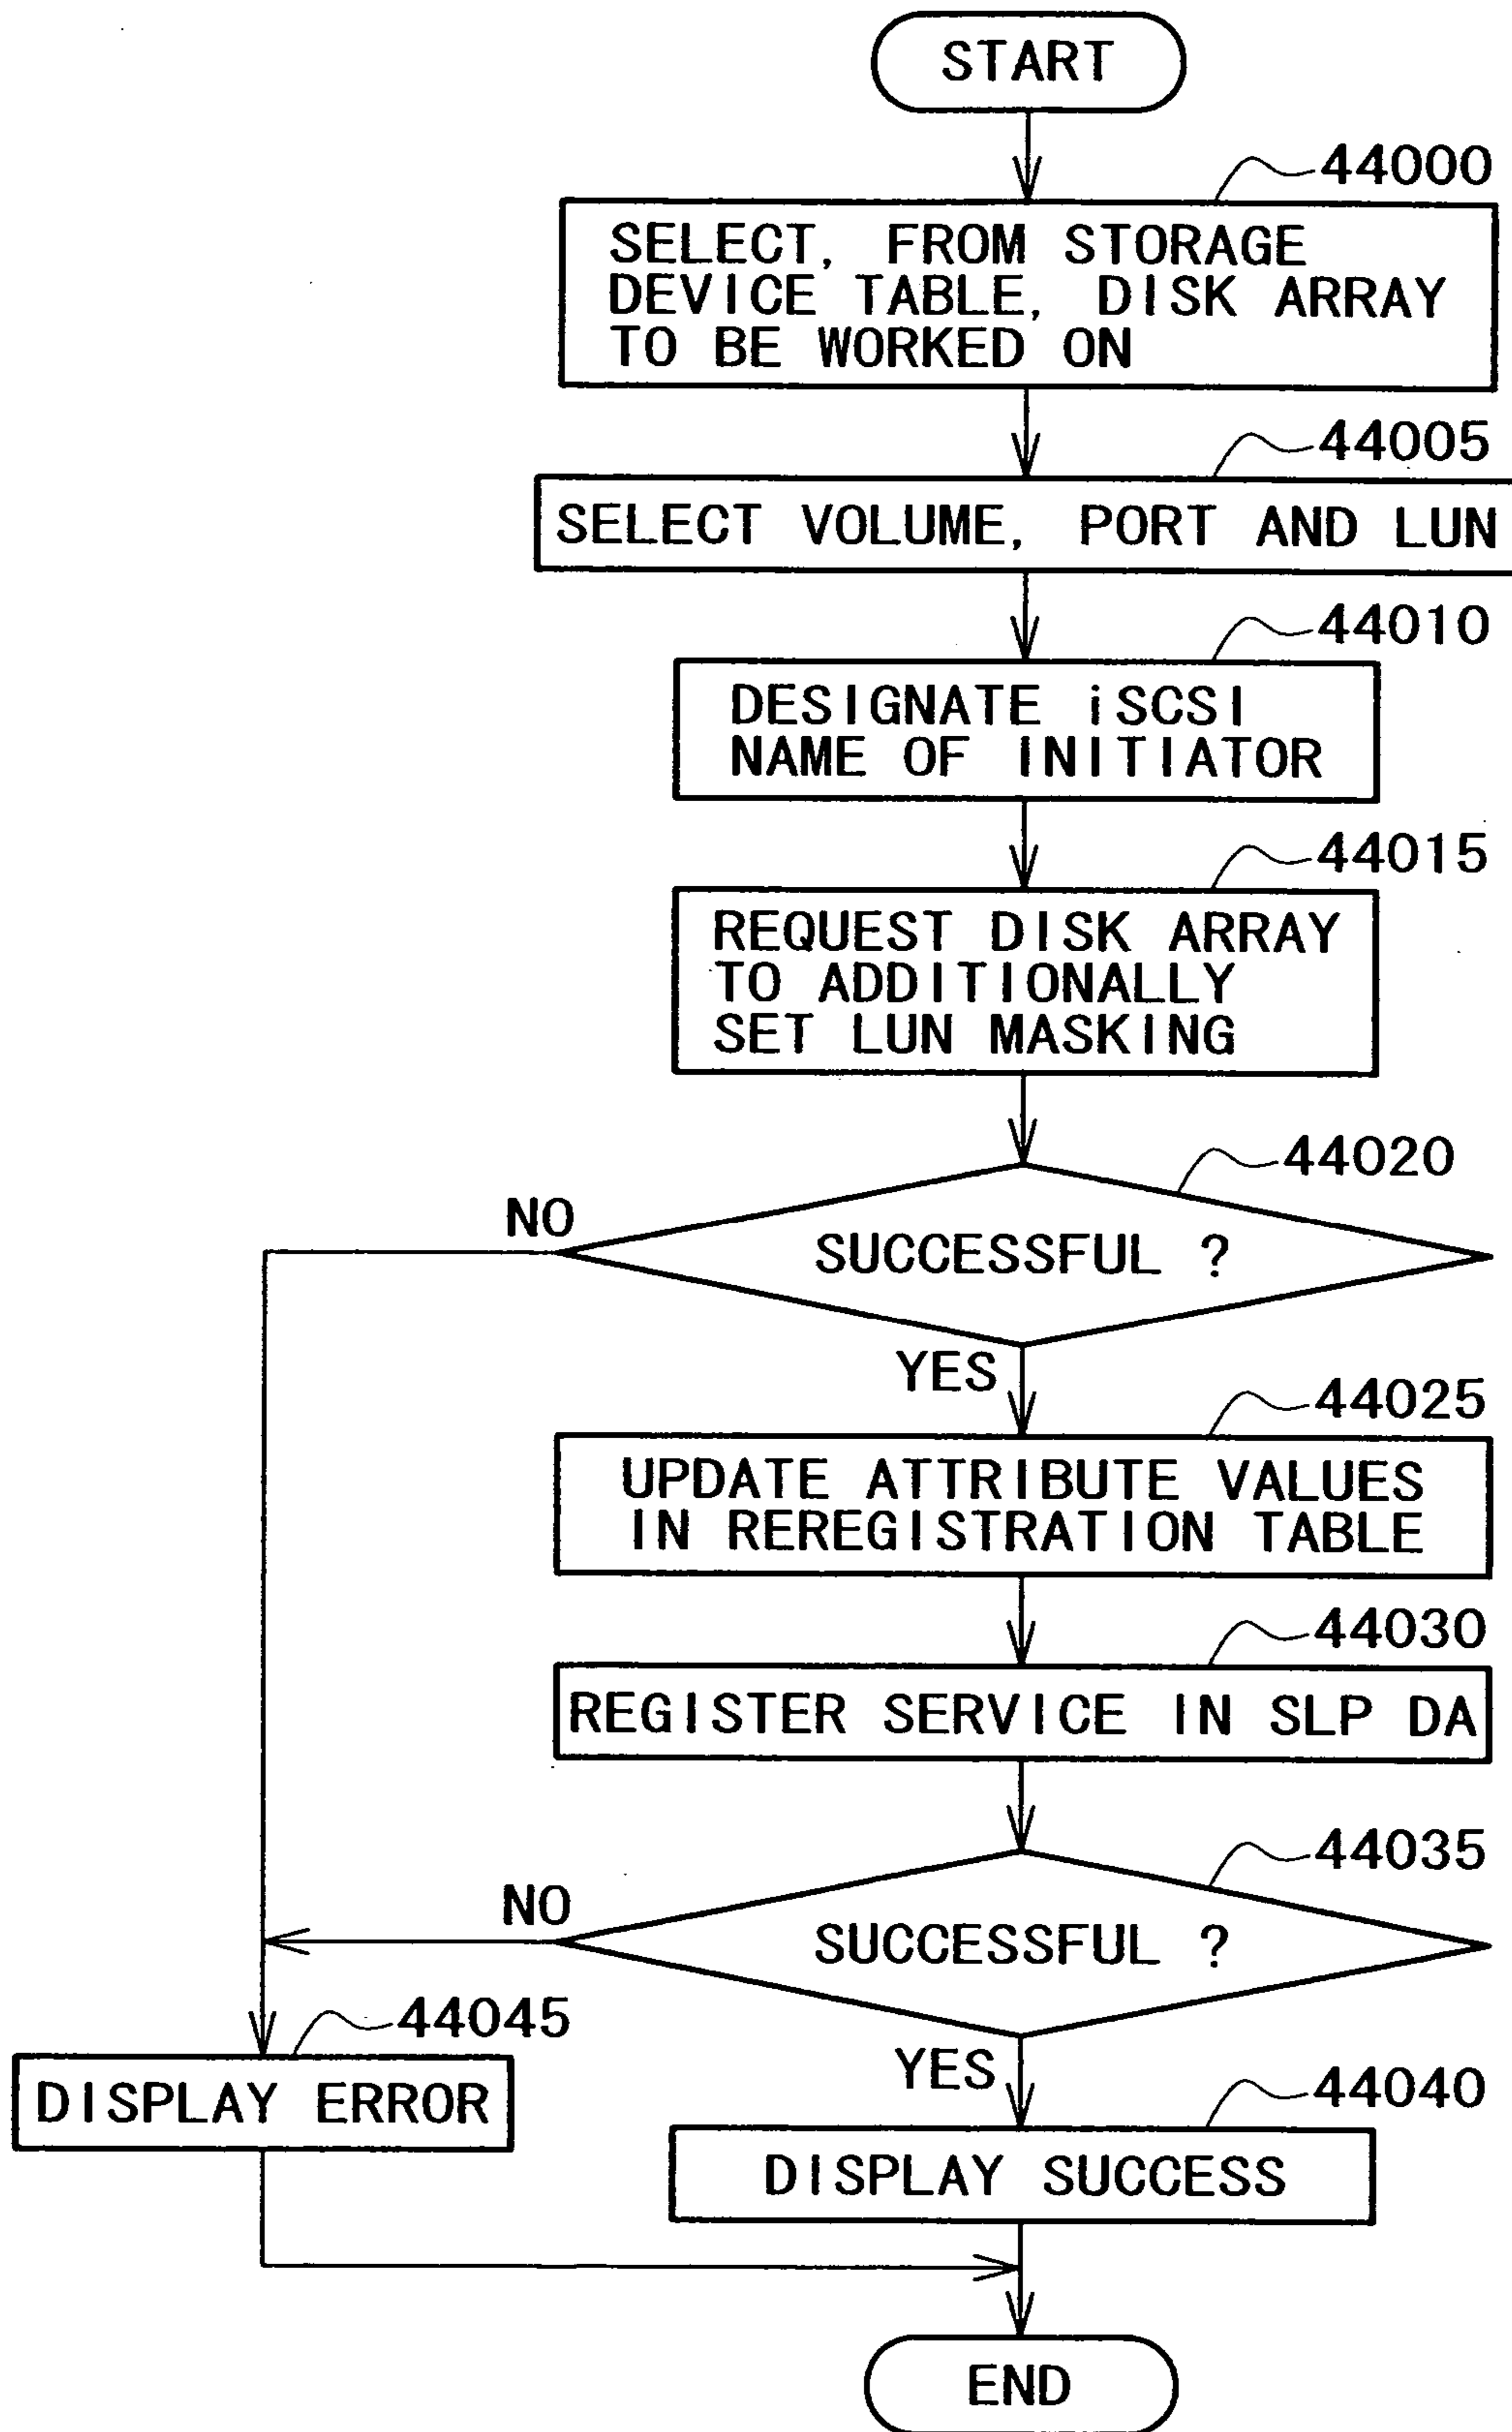 START
44000
SELECT, FROM STORAGE
DEVICE TABLE, DISK ARRAY
TO BE WORKED ON
44005
SELECT VOLUME, PORT AND LUN
44010
DESIGNATE iSCSI
NAME OF INITIATOR
44015
REQUEST DISK ARRAY
TO ADDITIONALLY
SET LUN MASKING
44020
NO
SUCCESSFUL ?
YES
44025
UPDATE ATTRIBUTE VALUES
IN REREGISTRATION TABLE
44030
REGISTER SERVICE IN SLP DA
44035
NO
SUCCESSFUL ?
44045
DISPLAY ERROR
YES
44040
DISPLAY SUCCESS
END